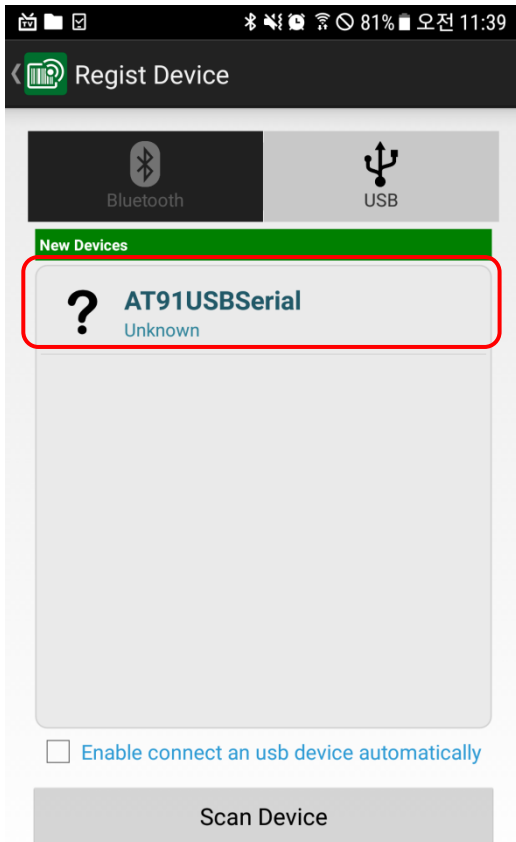 TV 81% 오전 11:39
Regist Device
Bluetooth USB
New Devices
AT91USBSerial
Unknown
Enable connect an usb device automatically
Scan Device